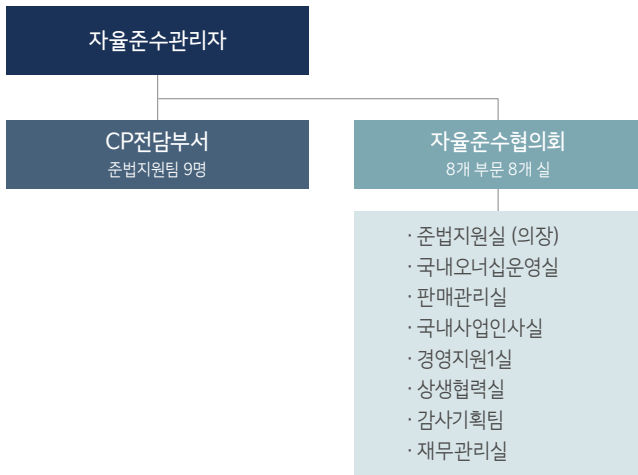 자율준수관리자
CP전담부서
준법지원팀 9명
자율준수협의회
8개 부문 8개 실
· 준법지원실 (의장)
· 국내오너십운영실
· 판매관리실
· 국내사업인사실
· 경영지원1실
· 상생협력실
· 감사기획팀
· 재무관리실